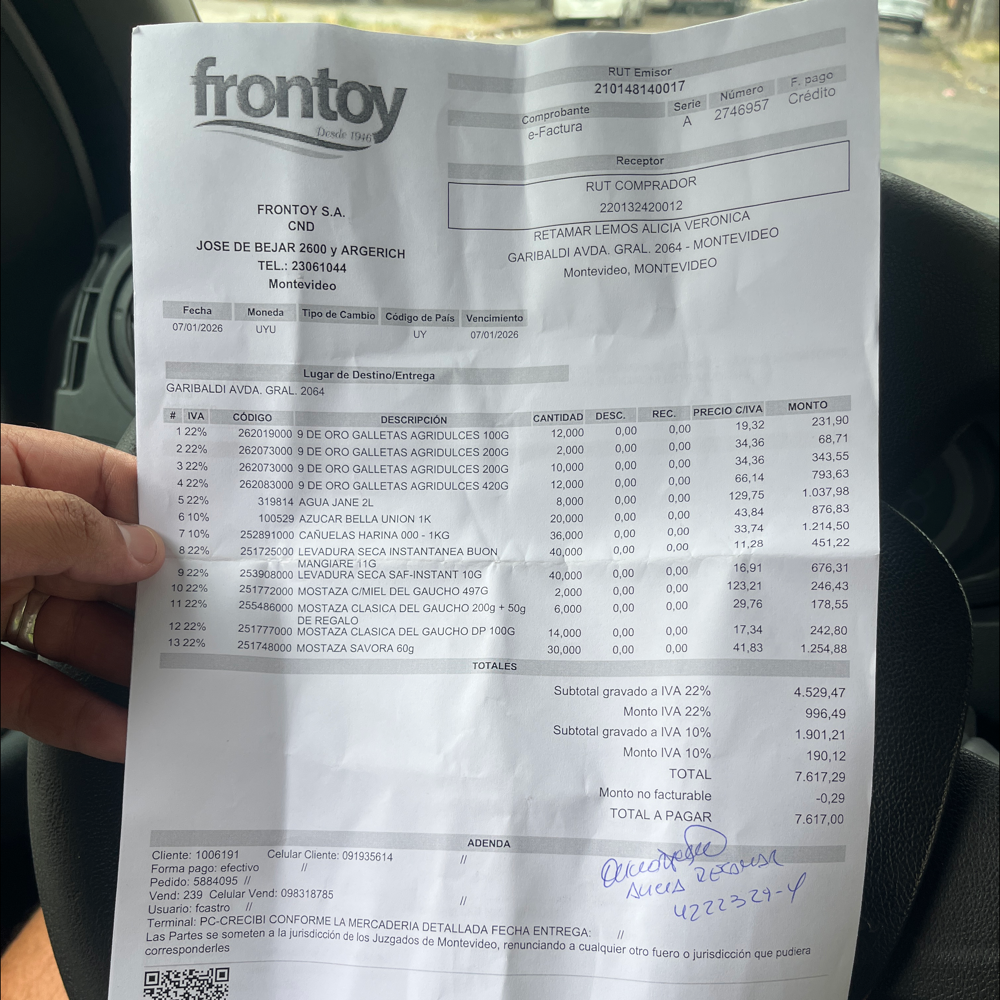 frontoy
Desde 1946
RUT Emisor
210148140017
Comprobante Serie Número F. pago
e-Factura A 2746957 Crédito
Receptor
RUT COMPRADOR
220132420012
RETAMAR LEMOS ALICIA VERONICA
GARIBALDI AVDA. GRAL. 2064 - MONTEVIDEO
Montevideo, MONTEVIDEO
FRONTOY S.A.
CND
JOSE DE BEJAR 2600 y ARGERICH
TEL.: 23061044
Montevideo
Fecha Moneda Tipo de Cambio Código de País Vencimiento
07/01/2026 UYU UY 07/01/2026
Lugar de Destino/Entrega
GARIBALDI AVDA. GRAL. 2064
# IVA CÓDIGO DESCRIPCIÓN CANTIDAD DESC. REC. PRECIO C/IVA MONTO
1 22% 262019000 9 DE ORO GALLETAS AGRIDULCES 100G 12,000 0,00 0,00 19,32 231,90
2 22% 262073000 9 DE ORO GALLETAS AGRIDULCES 200G 2,000 0,00 0,00 34,36 68,71
3 22% 262073000 9 DE ORO GALLETAS AGRIDULCES 200G 10,000 0,00 0,00 34,36 343,55
4 22% 262083000 9 DE ORO GALLETAS AGRIDULCES 420G 12,000 0,00 0,00 66,14 793,63
5 22% 319814 AGUA JANE 2L 8,000 0,00 0,00 129,75 1.037,98
6 10% 100529 AZUCAR BELLA UNION 1K 20,000 0,00 0,00 43,84 876,83
7 10% 252891000 CAÑUELAS HARINA 000 - 1KG 36,000 0,00 0,00 33,74 1.214,50
8 22% 251725000 LEVADURA SECA INSTANTANEA BUON 40,000 0,00 0,00 11,28 451,22
MANGIARE 11G
9 22% 253908000 LEVADURA SECA SAF-INSTANT 10G 40,000 0,00 0,00 16,91 676,31
10 22% 251772000 MOSTAZA C/MIEL DEL GAUCHO 497G 2,000 0,00 0,00 123,21 246,43
11 22% 255486000 MOSTAZA CLASICA DEL GAUCHO 200g + 50g 6,000 0,00 0,00 29,76 178,55
DE REGALO
12 22% 251777000 MOSTAZA CLASICA DEL GAUCHO DP 100G 14,000 0,00 0,00 17,34 242,80
13 22% 251748000 MOSTAZA SAVORA 60g 30,000 0,00 0,00 41,83 1.254,88
TOTALES
Subtotal gravado a IVA 22% 4.529,47
Monto IVA 22% 996,49
Subtotal gravado a IVA 10% 1.901,21
Monto IVA 10% 190,12
TOTAL 7.617,29
Monto no facturable -0,29
TOTAL A PAGAR 7.617,00
ADENDA
Cliente: 1006191 Celular Cliente: 091935614 //
Forma pago: efectivo //
Pedido: 5884095 //
Vend: 239 Celular Vend: 098318785 //
Usuario: fcastro //
Terminal: PC-CRECIBI CONFORME LA MERCADERIA DETALLADA FECHA ENTREGA: //
Las Partes se someten a la jurisdicción de los Juzgados de Montevideo, renunciando a cualquier otro fuero o jurisdicción que pudiera
corresponderles
ALICIA RETAMAR
4222329-4